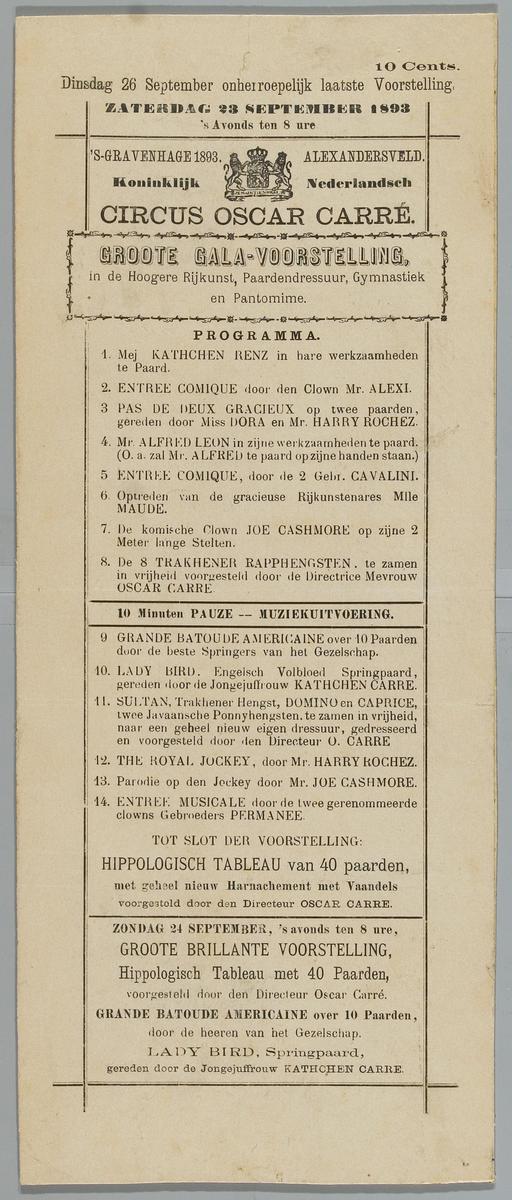 10 Cents.
Dinsdag 26 September onherroepelijk laatste Voorstelling.
ZATERDAG 23 SEPTEMBER 1893
's Avonds ten 8 ure
'S-GRAVENHAGE 1893. ALEXANDERSVELD.
Koninklijk Nederlandsch
CIRCUS OSCAR CARRÉ.
GROOTE GALA-VOORSTELLING,
in de Hoogere Rijkunst, Paardendressuur, Gymnastiek
en Pantomime.
PROGRAMMA.
1. Mej KATHCHEN RENZ in hare werkzaamheden
te Paard.
2. ENTREE COMIQUE door den Clown Mr. ALEXI.
3 PAS DE DEUX GRACIEUX op twee paarden,
gereden door Miss DORA en Mr. HARRY ROCHEZ.
4. Mr. ALFRED LEON in zijne werkzaamheden te paard.
(O. a. zal Mr. ALFRED te paard op zijne handen staan.)
5 ENTREE COMIQUE, door de 2 Gebr. CAVALINI.
6. Optreden van de gracieuse Rijkunstenares Mlle
MAUDE.
7. De komische Clown JOE CASHMORE op zijne 2
Meter lange Stelten.
8. De 8 TRAKHENER RAPPHENGSTEN. te zamen
in vrijheid voorgesteld door de Directrice Mevrouw
OSCAR CARRE
10 Minuten PAUZE -- MUZIEKUITVOERING.
9 GRANDE BATOUDE AMERICAINE over 10 Paarden
door de beste Springers van het Gezelschap.
10. LADY BIRD. Engelsch Volbloed Springpaard,
gereden door de Jongejuffrouw KATHCHEN CARRE.
11. SULTAN, Trakhener Hengst, DOMINO en CAPRICE,
twee Javaansche Ponnyhengsten. te zamen in vrijheid,
naar een geheel nieuw eigen dressuur, gedresseerd
en voorgesteld door den Directeur O. CARRE
12. THE ROYAL JOCKEY, door Mr. HARRY ROCHEZ.
13. Parodie op den Jockey door Mr. JOE CASHMORE.
14. ENTREE MUSICALE door de twee gerenommeerde
clowns Gebroeders PERMANEE.
TOT SLOT DER VOORSTELLING:
HIPPOLOGISCH TABLEAU van 40 paarden,
met geheel nieuw Harnachement met Vaandels
voorgesteld door den Directeur OSCAR CARRE.
ZONDAG 24 SEPTEMBER, 's avonds ten 8 ure,
GROOTE BRILLANTE VOORSTELLING,
Hippologisch Tableau met 40 Paarden,
voorgesteld door den Directeur Oscar Carré.
GRANDE BATOUDE AMERICAINE over 10 Paarden,
door de heeren van het Gezelschap.
LADY BIRD, Springpaard,
gereden door de Jongejuffrouw KATHCHEN CARRE.